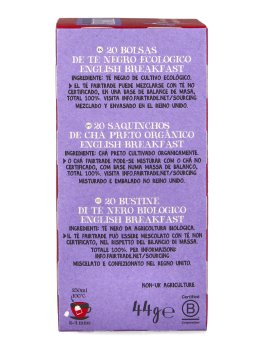 20 BOLSAS
DE TÉ NEGRO ECOLÓGICO
ENGLISH BREAKFAST
INGREDIENTE: TÉ NEGRO DE CULTIVO ECOLÓGICO.
EL TÉ FAIRTRADE PUEDE MEZCLARSE CON TÉ NO
CERTIFICADO, EN UNA BASE DE BALANCE DE MASA,
TOTAL 100%. VISITA INFO.FAIRTRADE.NET/SOURCING
MEZCLADO Y ENVASADO EN EL REINO UNIDO.
20 SAQUINHOS
DE CHÁ PRETO ORGÂNICO
ENGLISH BREAKFAST
INGREDIENTE: CHÁ PRETO CULTIVADO ORGANICAMENTE.
O CHÁ FAIRTRADE PODE-SE MISTURAR COM O CHÁ NÃO
CERTIFICADO, COM BASE NUMA MASSA DE BALANÇO,
TOTAL 100%. VISITA INFO.FAIRTRADE.NET/SOURCING
MISTURADO E EMBALADO NO REINO UNIDO.
20 BUSTINE
DI TÈ NERO BIOLOGICO
ENGLISH BREAKFAST
INGREDIENTE: TÈ NERO DA AGRICOLTURA BIOLOGICA.
IL TÈ FAIRTRADE PUÒ ESSERE MESCOLATO CON TÈ NON
CERTIFICATO, NEL RISPETTO DEL BILANCIO DI MASSA.
TOTALE 100%. PER INFORMAZIONI,
INFO.FAIRTRADE.NET/SOURCING
MISCELATO E CONFEZIONATO NEL REGNO UNITO.
NON-UK AGRICULTURE
250ml
100°C
44g
Certified
B
Corporation